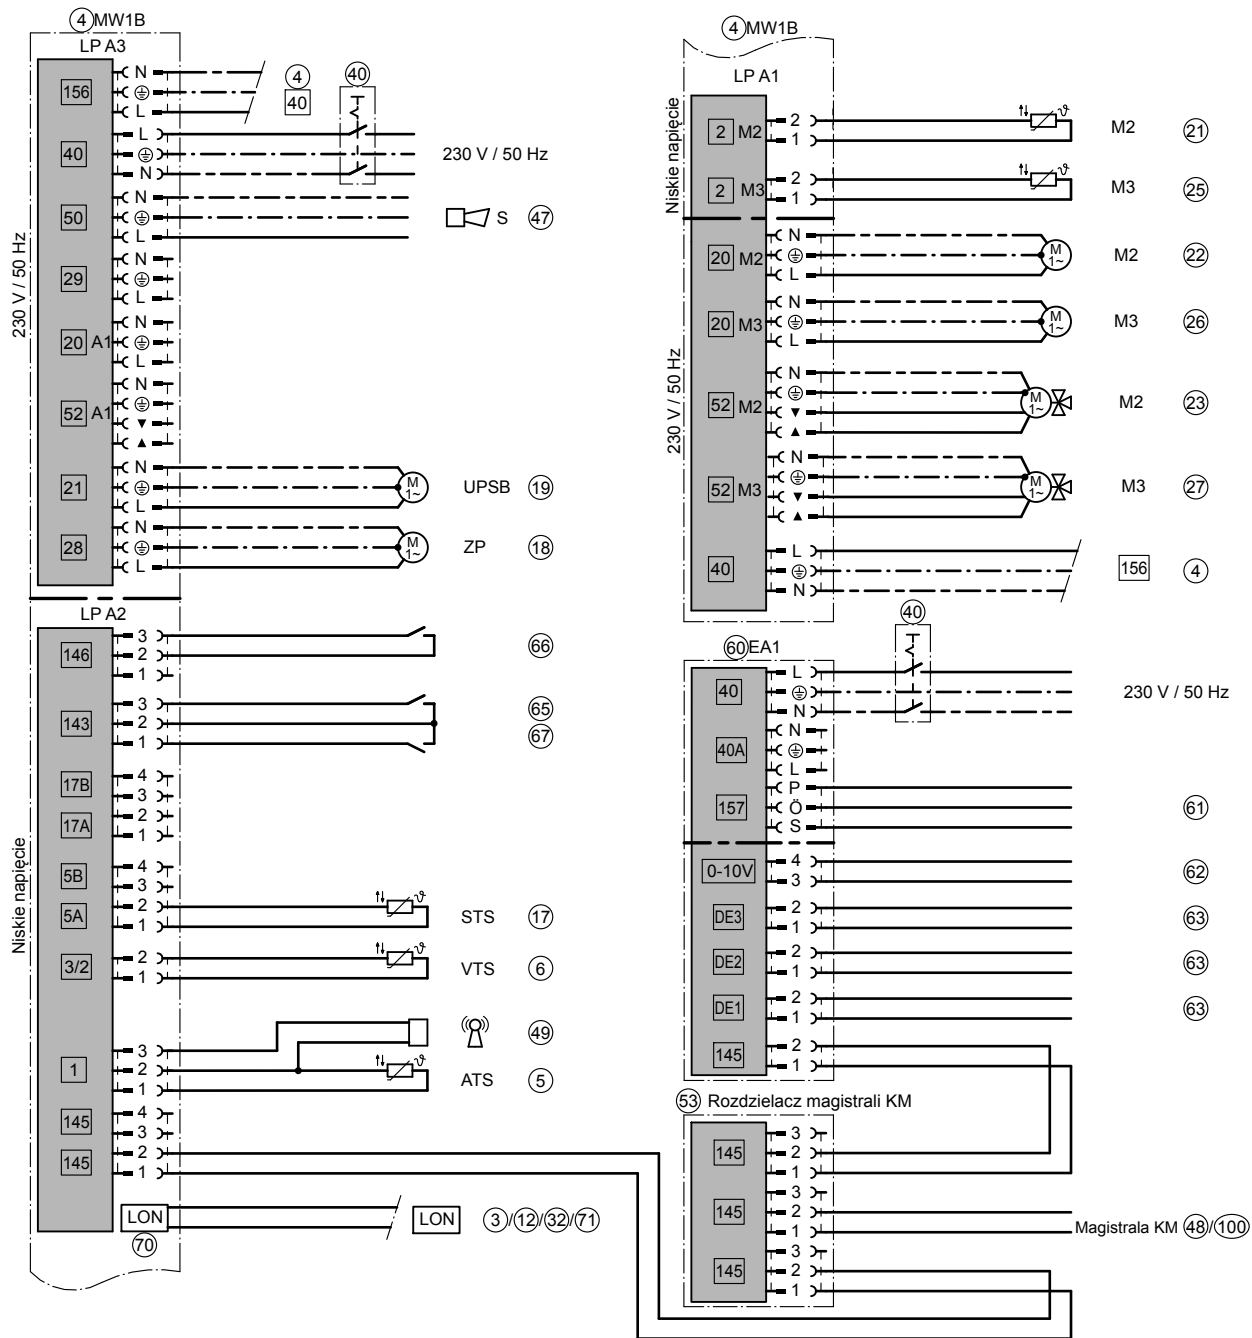 4 MW1B
LP A3
230 V / 50 Hz
156 N
L
4
40
40
40 L
N
230 V / 50 Hz
50 N
L
S 47
29 N
L
20 A1 N
L
52 A1 N
▼
▲
21 N
L
M 1~
UPSB 19
28 N
L
M 1~
ZP 18
LP A2
Niskie napięcie
146 3
2
1
66
143 3
2
1
65
67
17B 4
3
17A 2
1
5B 4
3
5A 2
1
ϑ
STS 17
3/2 2
1
ϑ
VTS 6
1 3
2
1
49
ϑ
ATS 5
145 4
3
145 2
1
LON
70
LON 3/12/32/71
4 MW1B
LP A1
Niskie napięcie
2 M2 2
1
ϑ
M2 21
2 M3 2
1
ϑ
M3 25
230 V / 50 Hz
20 M2 N
L
M 1~
M2 22
20 M3 N
L
M 1~
M3 26
52 M2 N
▼
▲
M 1~
M2 23
52 M3 N
▼
▲
M 1~
M3 27
40 L
N
156 4
40
60 EA1
40 L
N
230 V / 50 Hz
40A N
L
157 P
Ö
S
61
0-10V 4
3
62
DE3 2
1
63
DE2 2
1
63
DE1 2
1
63
145 2
1
53 Rozdzielacz magistrali KM
145 3
2
1
145 3
2
1
Magistrala KM 48/100
145 3
2
1